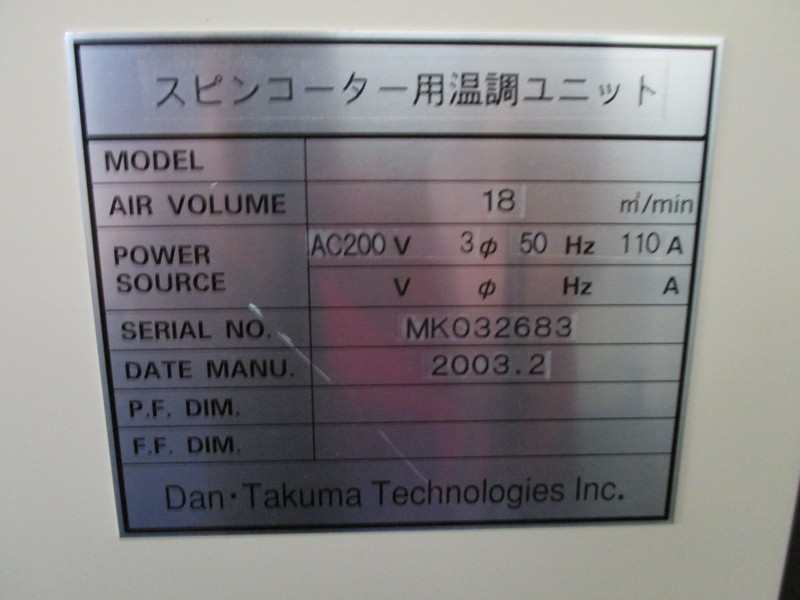 スピンコーター用温調ユニット
MODEL
AIR VOLUME 18 m³/min
POWER SOURCE AC200 V 3φ 50 Hz 110 A
V φ Hz A
SERIAL NO. MK032683
DATE MANU. 2003.2
P.F. DIM.
F.F. DIM.
Dan・Takuma Technologies Inc.